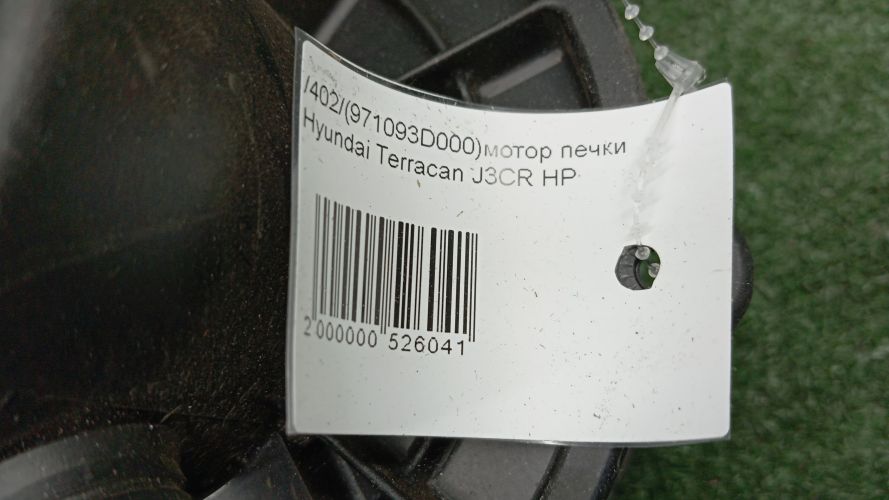 /402/(971093D000)мотор печки
Hyundai Terracan J3CR HP
2 000000 526041